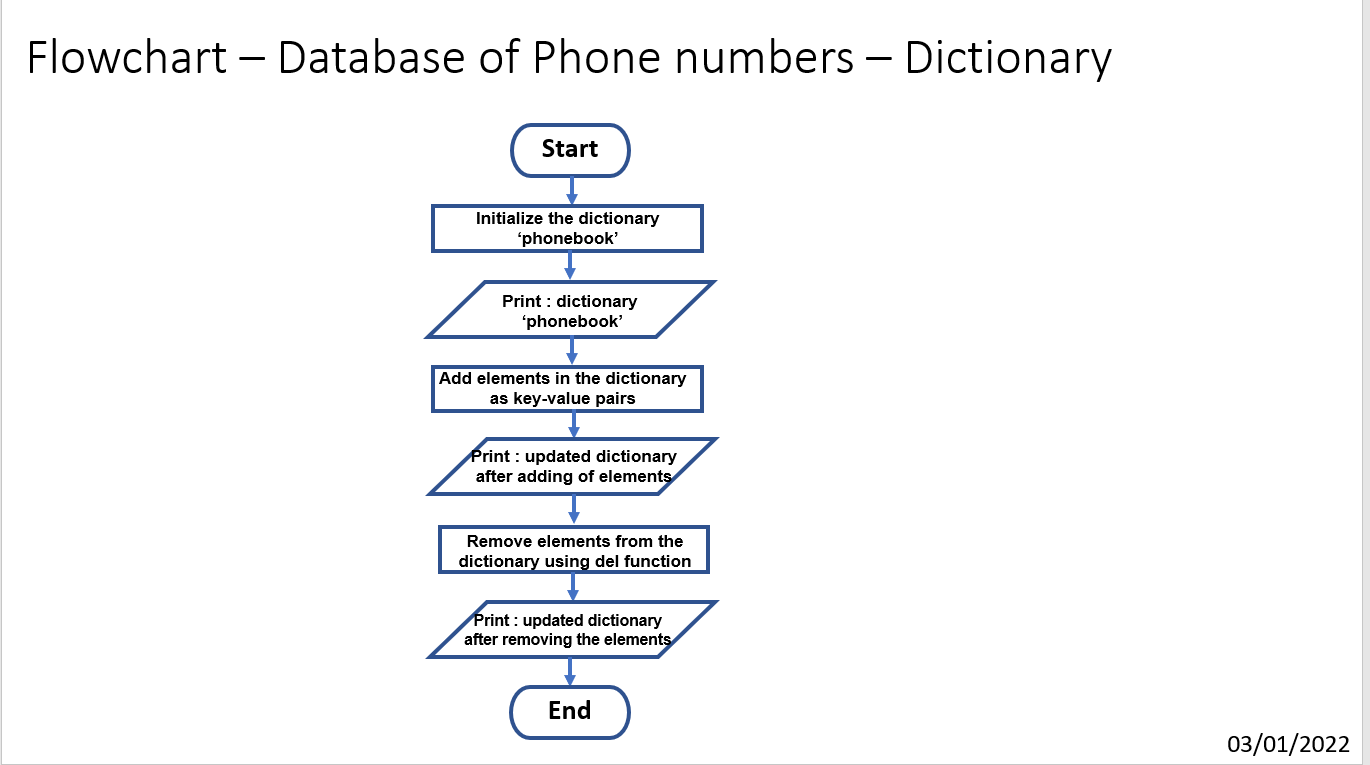 Flowchart – Database of Phone numbers – Dictionary
Start
Initialize the dictionary
‘phonebook’
Print : dictionary
‘phonebook’
Add elements in the dictionary
as key-value pairs
Print : updated dictionary
after adding of elements
Remove elements from the
dictionary using del function
Print : updated dictionary
after removing the elements
End
03/01/2022